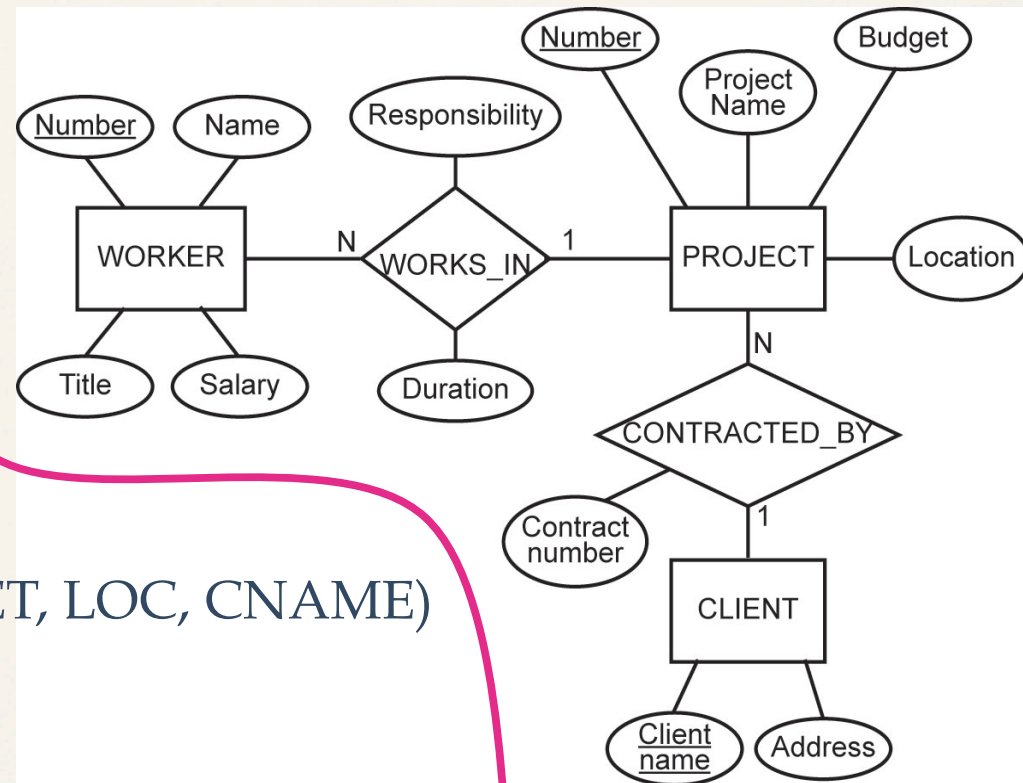 Number
Budget
Project
Name
Responsibility
Number
Name
WORKER
N
WORKS_IN
1
PROJECT
Location
Title
Salary
Duration
N
CONTRACTED_BY
Contract
number
1
CT, LOC, CNAME)
CLIENT
Client
name
Address